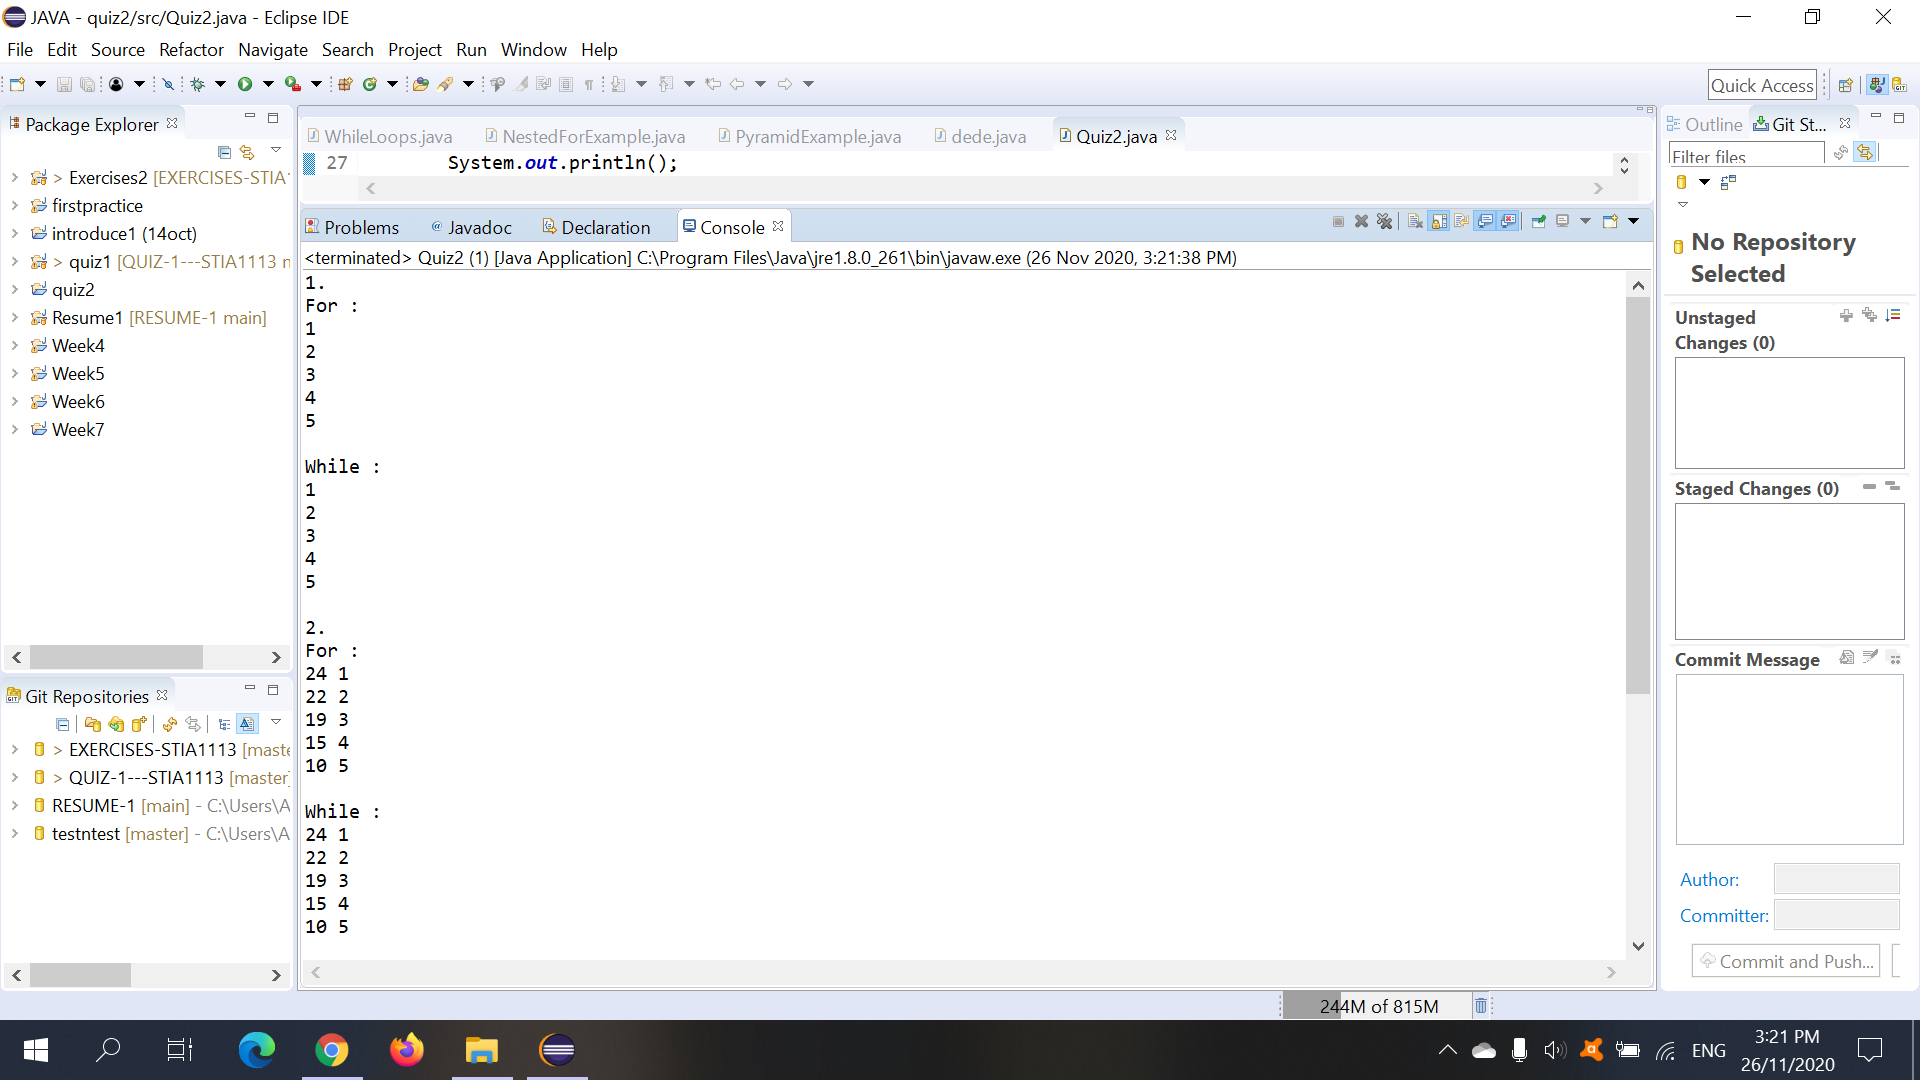 JAVA - quiz2/src/Quiz2.java - Eclipse IDE
File Edit Source Refactor Navigate Search Project Run Window Help
Quick Access
Package Explorer
> Exercises2 [EXERCISES-STIA1
firstpractice
introduce1 (14oct)
> quiz1 [QUIZ-1---STIA1113 m
quiz2
Resume1 [RESUME-1 main]
Week4
Week5
Week6
Week7
Git Repositories
> EXERCISES-STIA1113 [maste
> QUIZ-1---STIA1113 [master]
RESUME-1 [main] - C:\Users\A
testntest [master] - C:\Users\A
WhileLoops.java NestedForExample.java PyramidExample.java dede.java Quiz2.java
27 System.out.println();
Problems Javadoc Declaration Console
<terminated> Quiz2 (1) [Java Application] C:\Program Files\Java\jre1.8.0_261\bin\javaw.exe (26 Nov 2020, 3:21:38 PM)
1.
For :
1
2
3
4
5
While :
1
2
3
4
5
2.
For :
24 1
22 2
19 3
15 4
10 5
While :
24 1
22 2
19 3
15 4
10 5
Outline Git St...
Filter files
No Repository
Selected
Unstaged
Changes (0)
Staged Changes (0)
Commit Message
Author:
Committer:
Commit and Push...
244M of 815M
ENG
3:21 PM
26/11/2020